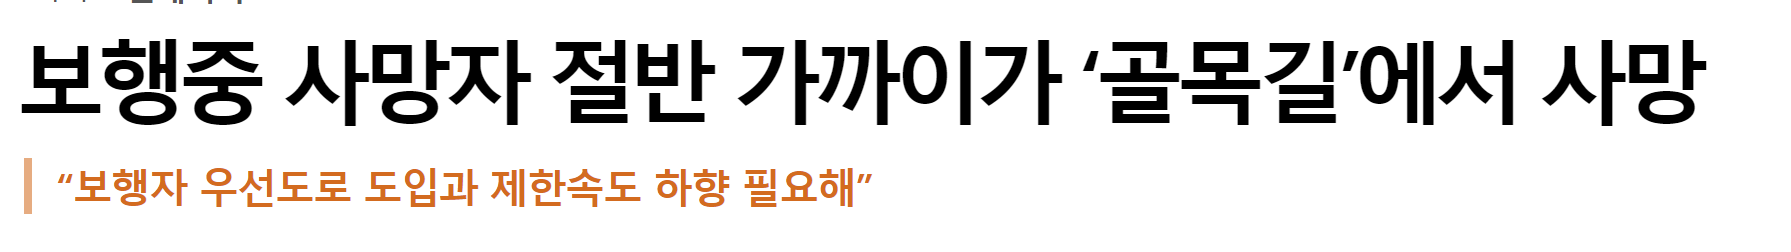 보행중 사망자 절반 가까이가 ‘골목길’에서 사망
“보행자 우선도로 도입과 제한속도 하향 필요해”